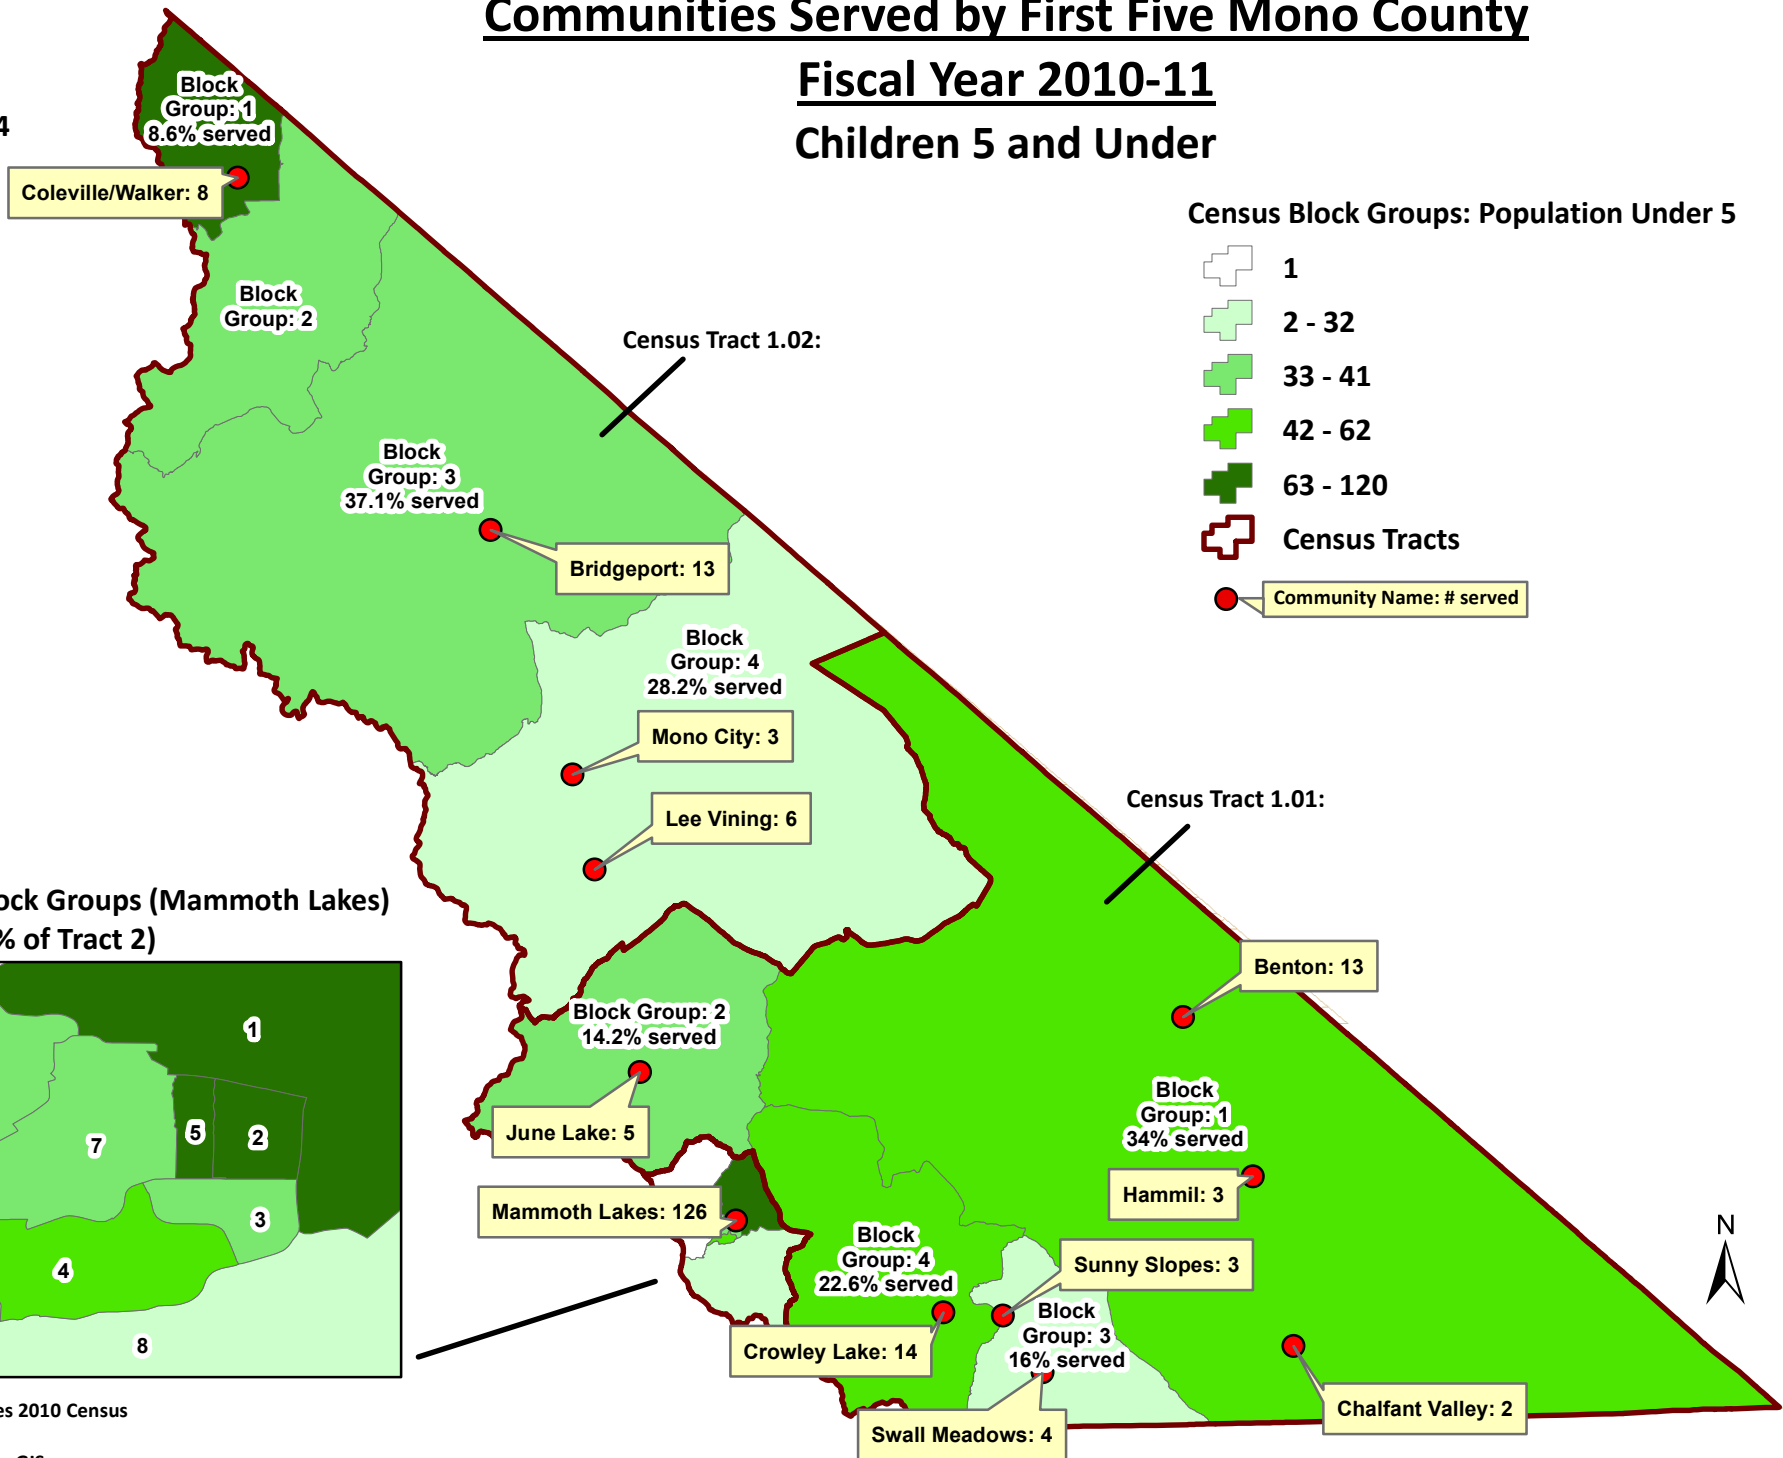 Communities Served by First Five Mono County
Fiscal Year 2010-11
Children 5 and Under
4
Block
Group: 1
8.6% served
Coleville/Walker: 8
Block
Group: 2
Census Tract 1.02:
Census Block Groups: Population Under 5
1
2 - 32
33 - 41
42 - 62
63 - 120
Census Tracts
Community Name: # served
Block
Group: 3
37.1% served
Bridgeport: 13
Block
Group: 4
28.2% served
Mono City: 3
Lee Vining: 6
Census Tract 1.01:
ock Groups (Mammoth Lakes)
% of Tract 2)
1
7
5
2
3
4
8
Block Group: 2
14.2% served
June Lake: 5
Mammoth Lakes: 126
Benton: 13
Block
Group: 1
34% served
Hammil: 3
Block
Group: 4
22.6% served
Crowley Lake: 14
Sunny Slopes: 3
Block
Group: 3
16% served
Swall Meadows: 4
Chalfant Valley: 2
N
es 2010 Census